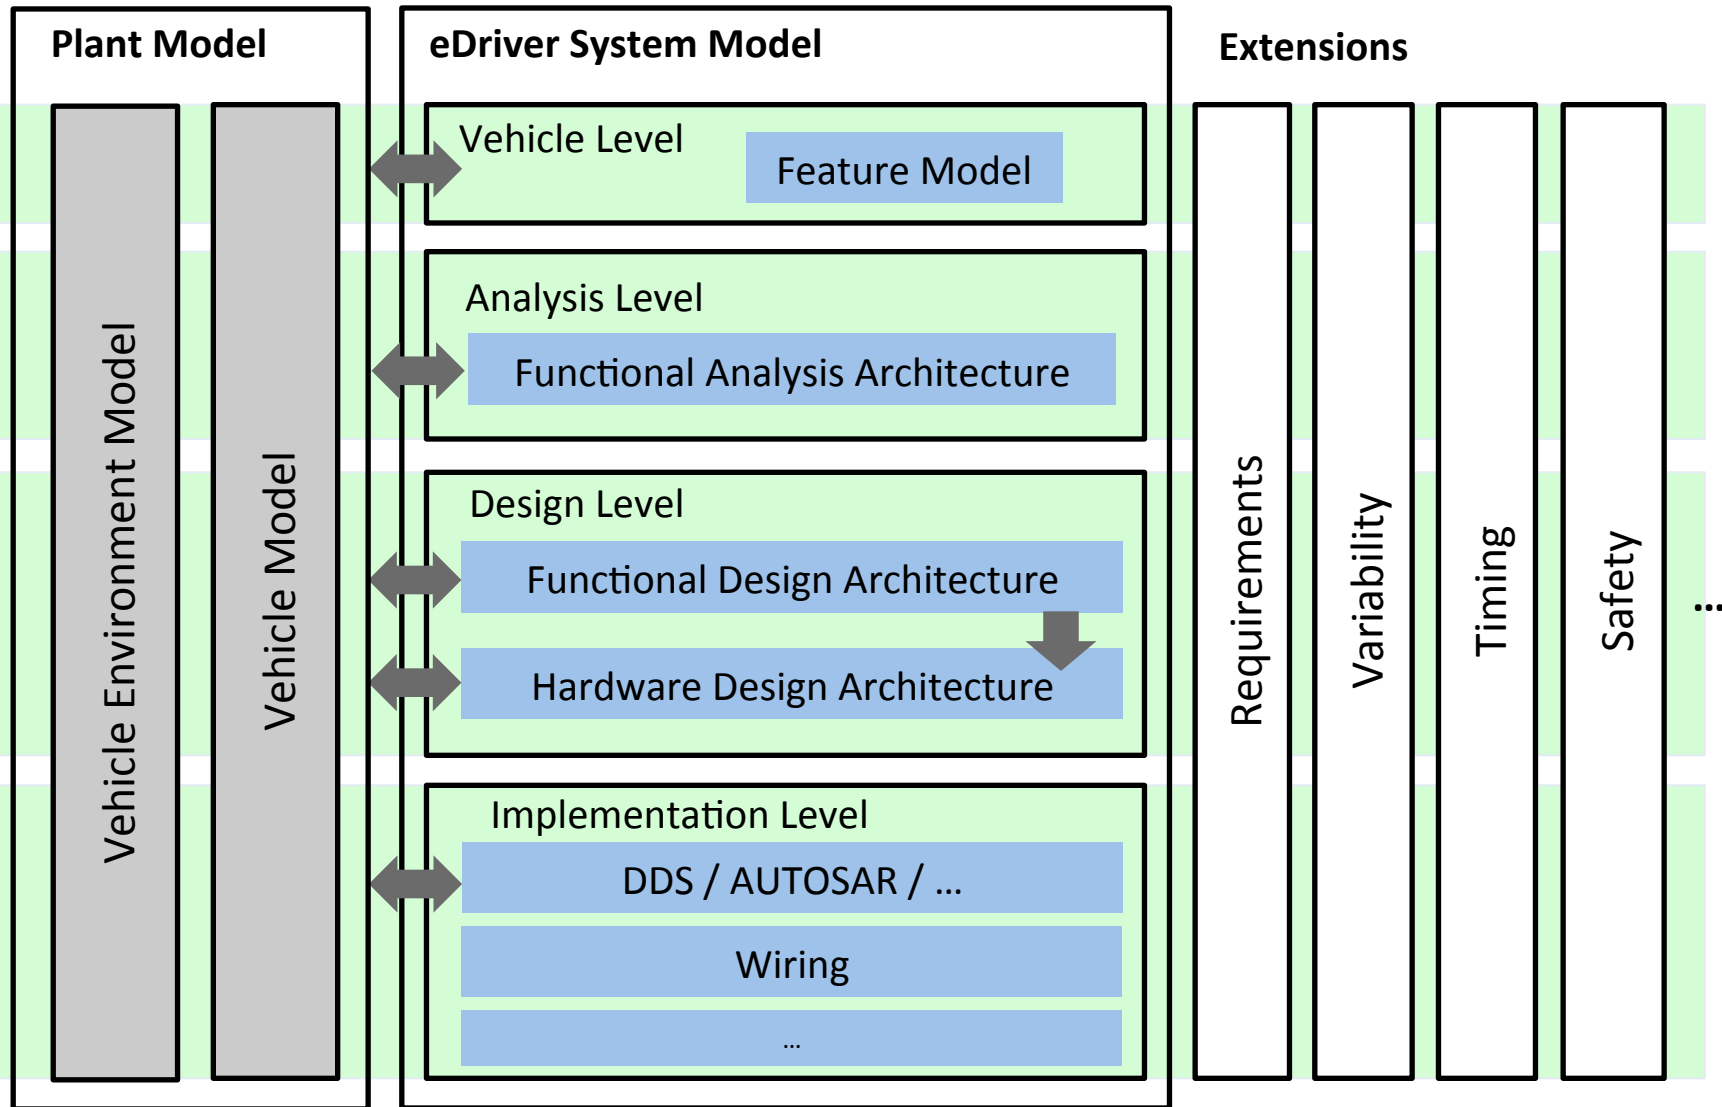 Plant Model
Vehicle Environment Model
Vehicle Model
eDriver System Model
Vehicle Level
Feature Model
Analysis Level
Functional Analysis Architecture
Design Level
Functional Design Architecture
Hardware Design Architecture
Implementation Level
DDS / AUTOSAR / ...
Wiring
...
Extensions
Requirements
Variability
Timing
Safety
...